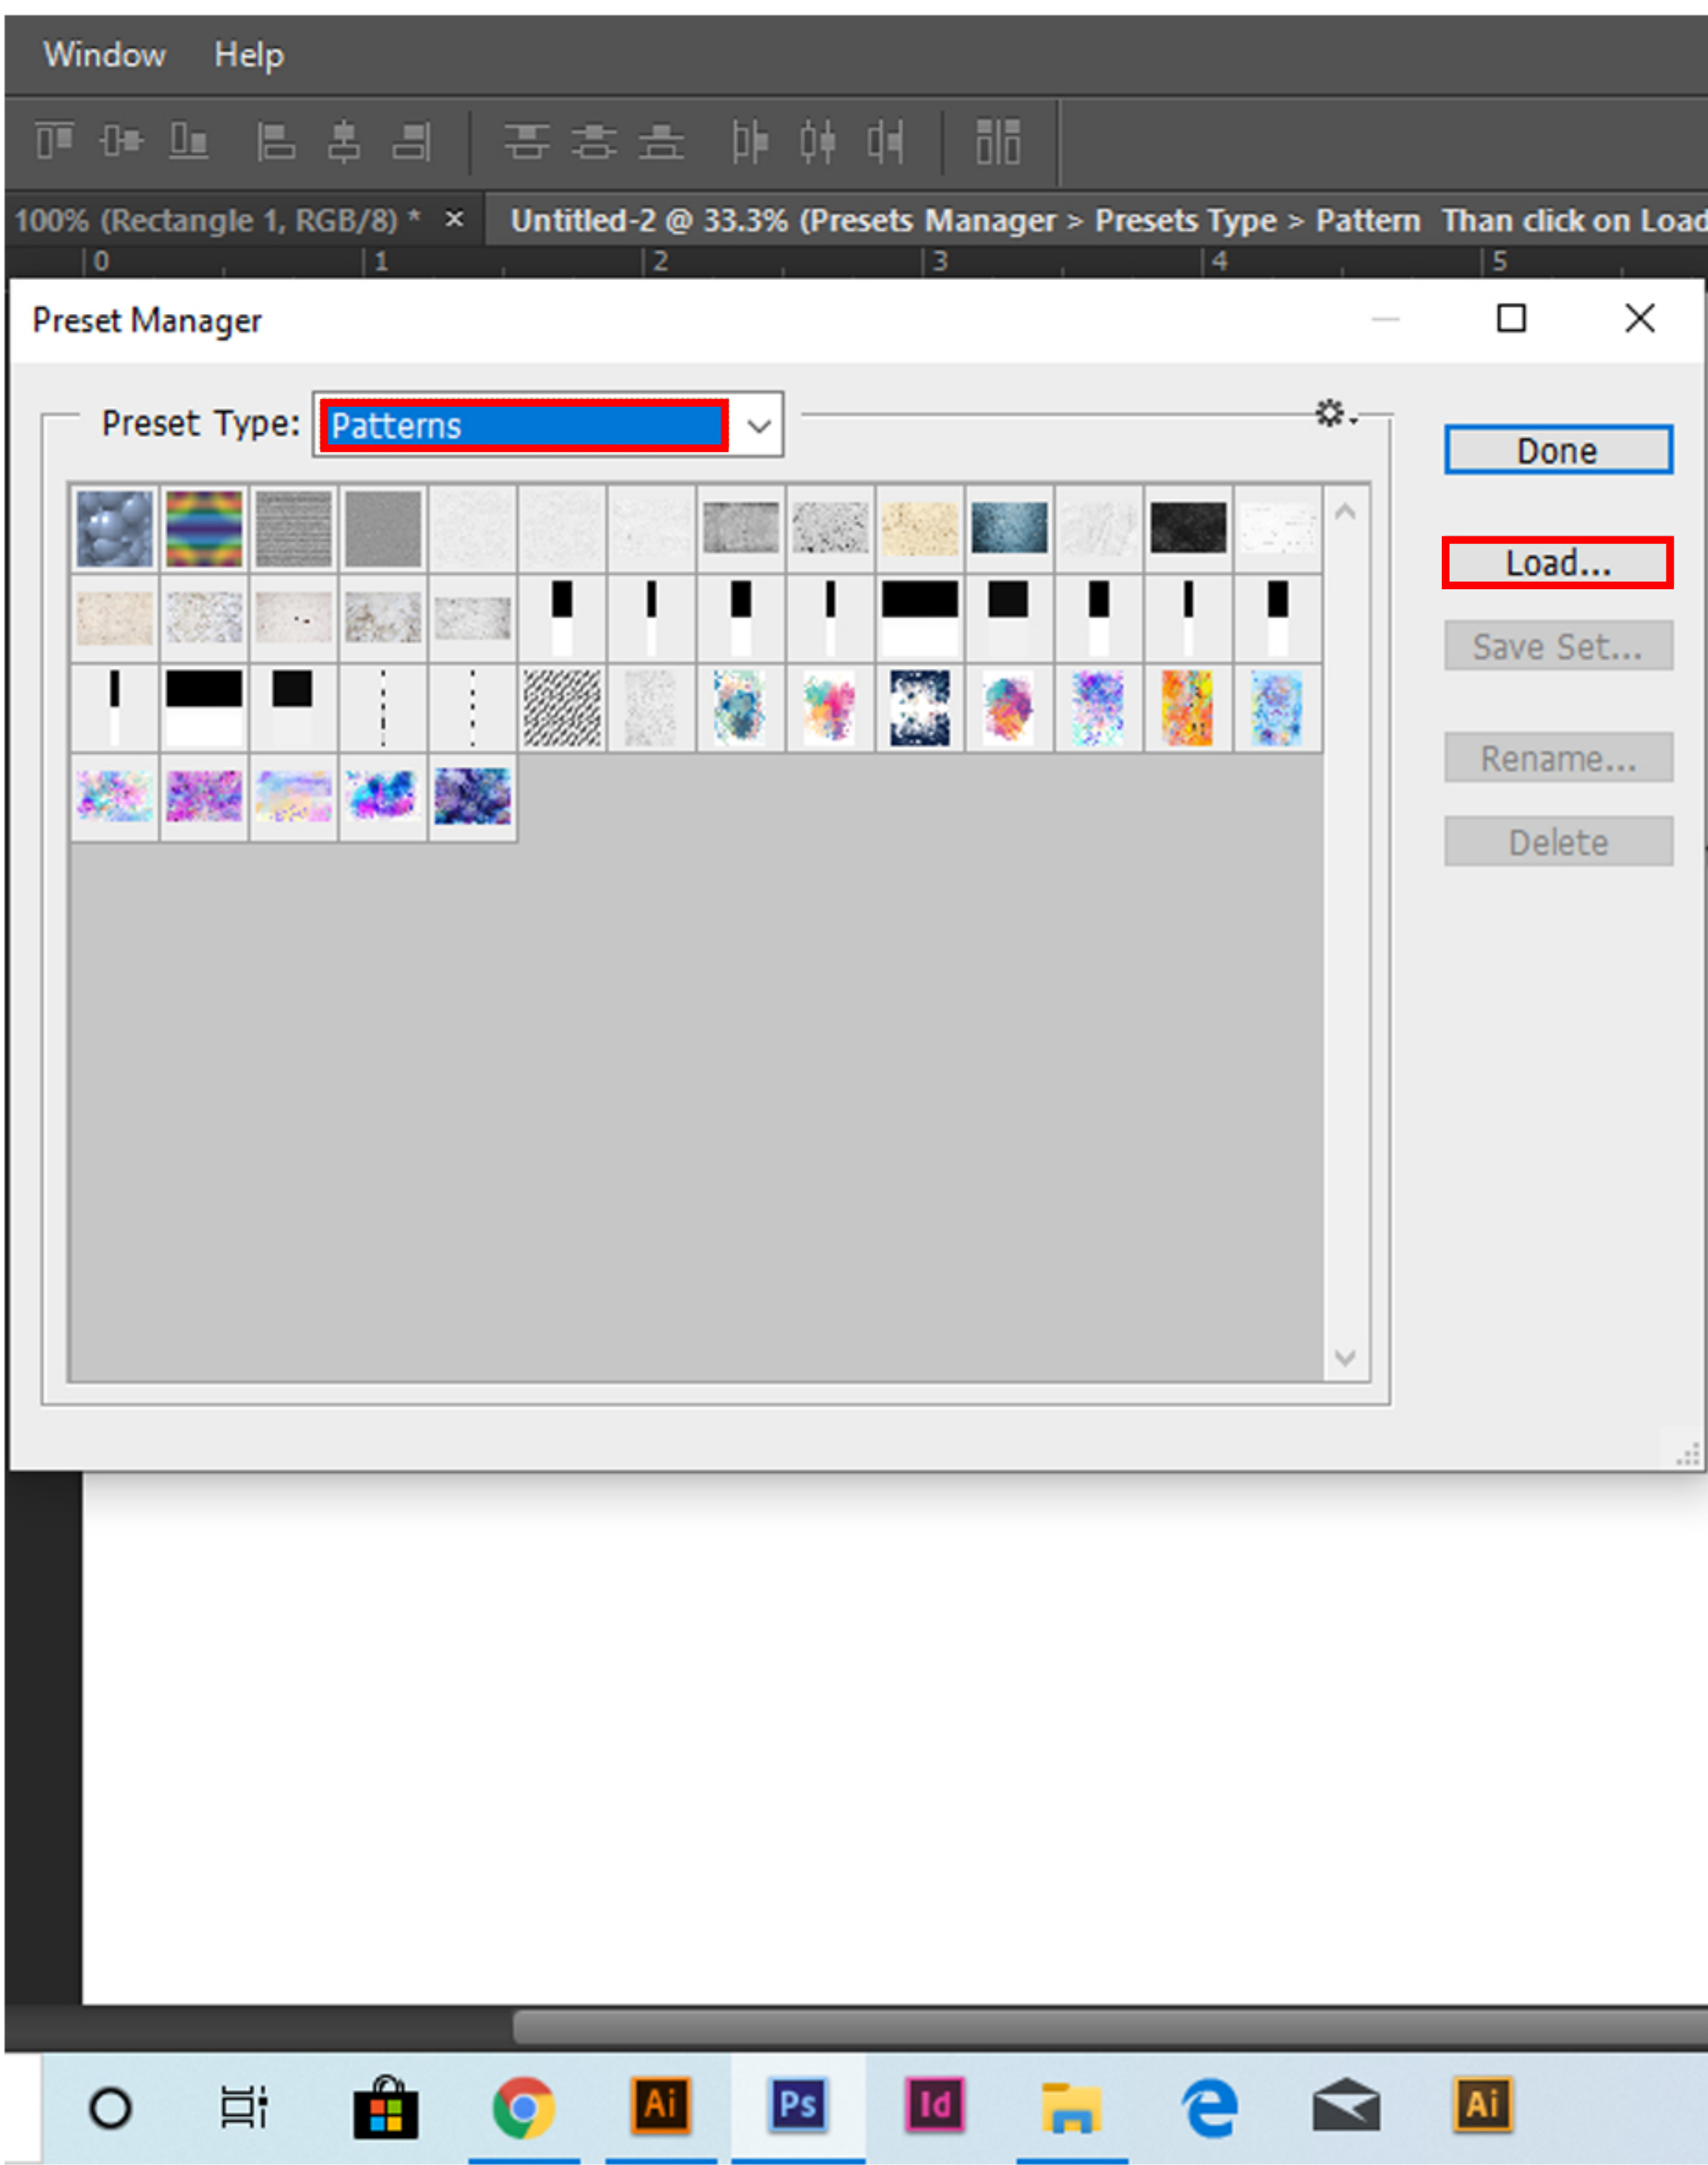 Window Help
100% (Rectangle 1, RGB/8) * × Untitled-2 @ 33.3% (Presets Manager > Presets Type > Pattern Than click on Load
0 1 2 3 4 5
Preset Manager
Preset Type: Patterns
Done
Load...
Save Set...
Rename...
Delete
Ai Ps Id Ai